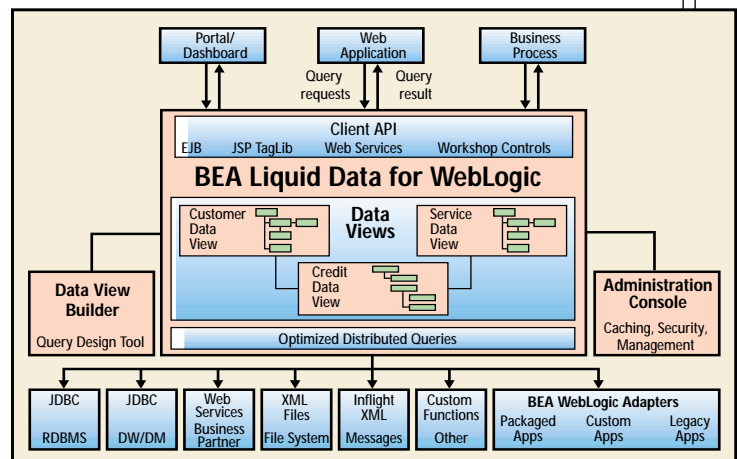 Portal/
Dashboard
Web
Application
Business
Process
Query
requests
Query
result
Client API
EJB JSP TagLib Web Services Workshop Controls
BEA Liquid Data for WebLogic
Data
Views
Customer
Data
View
Service
Data
View
Credit
Data
View
Data View
Builder
Query Design Tool
Administration
Console
Caching, Security,
Management
Optimized Distributed Queries
JDBC
RDBMS
JDBC
DW/DM
Web
Services
Business
Partner
XML
Files
File System
Inflight
XML
Messages
Custom
Functions
Other
BEA WebLogic Adapters
Packaged
Apps
Custom
Apps
Legacy
Apps